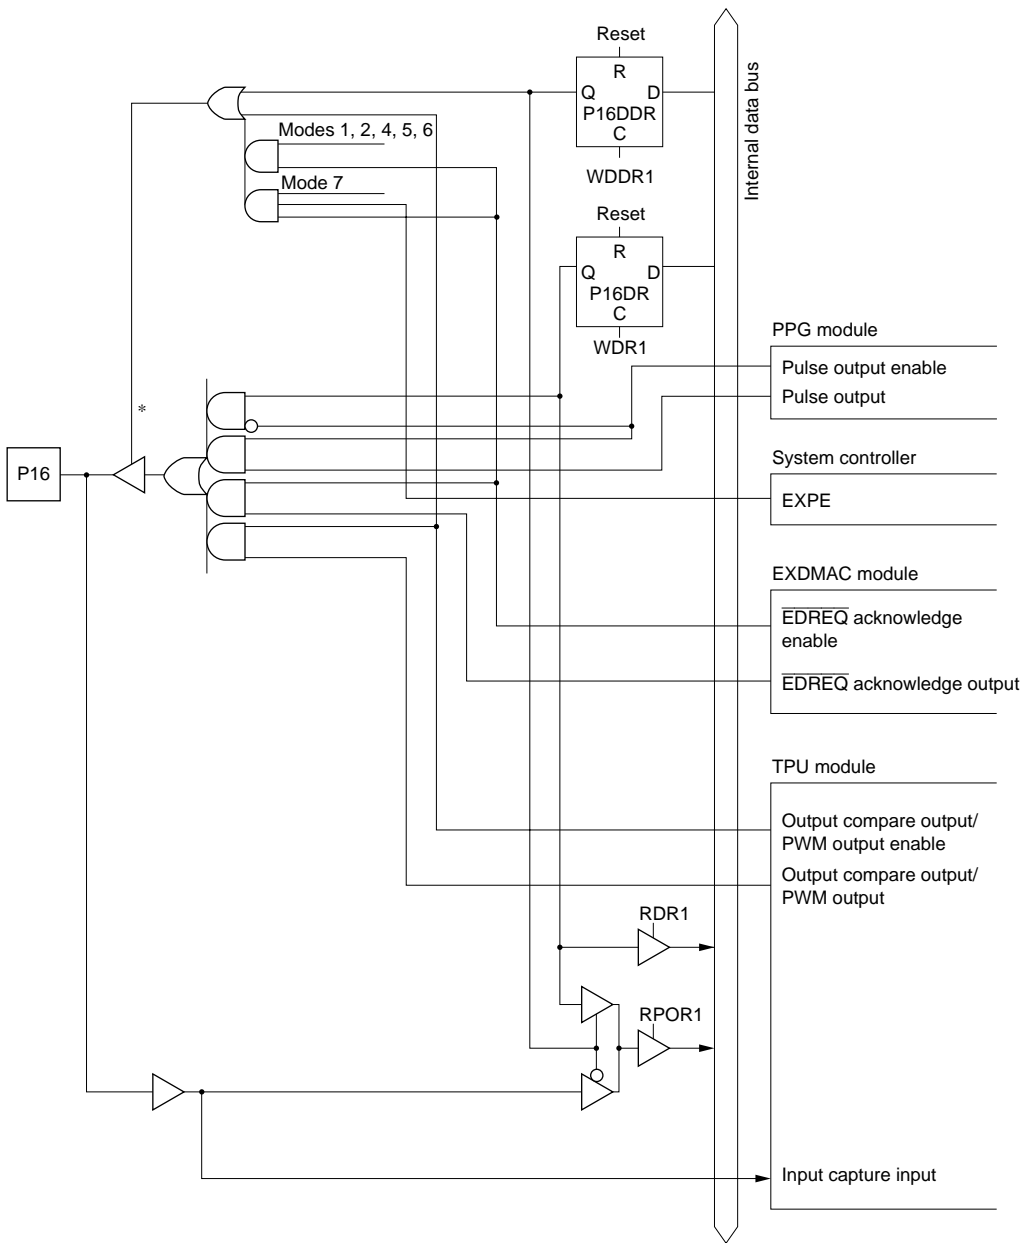 Reset
R
Q D
P16DDR
C
WDDR1
Internal data bus
Modes 1, 2, 4, 5, 6
Mode 7
Reset
R
Q D
P16DR
C
WDR1
PPG module
Pulse output enable
Pulse output
*
P16
System controller
EXPE
EXDMAC module
EDREQ acknowledge
enable
EDREQ acknowledge output
TPU module
Output compare output/
PWM output enable
Output compare output/
PWM output
RDR1
RPOR1
Input capture input